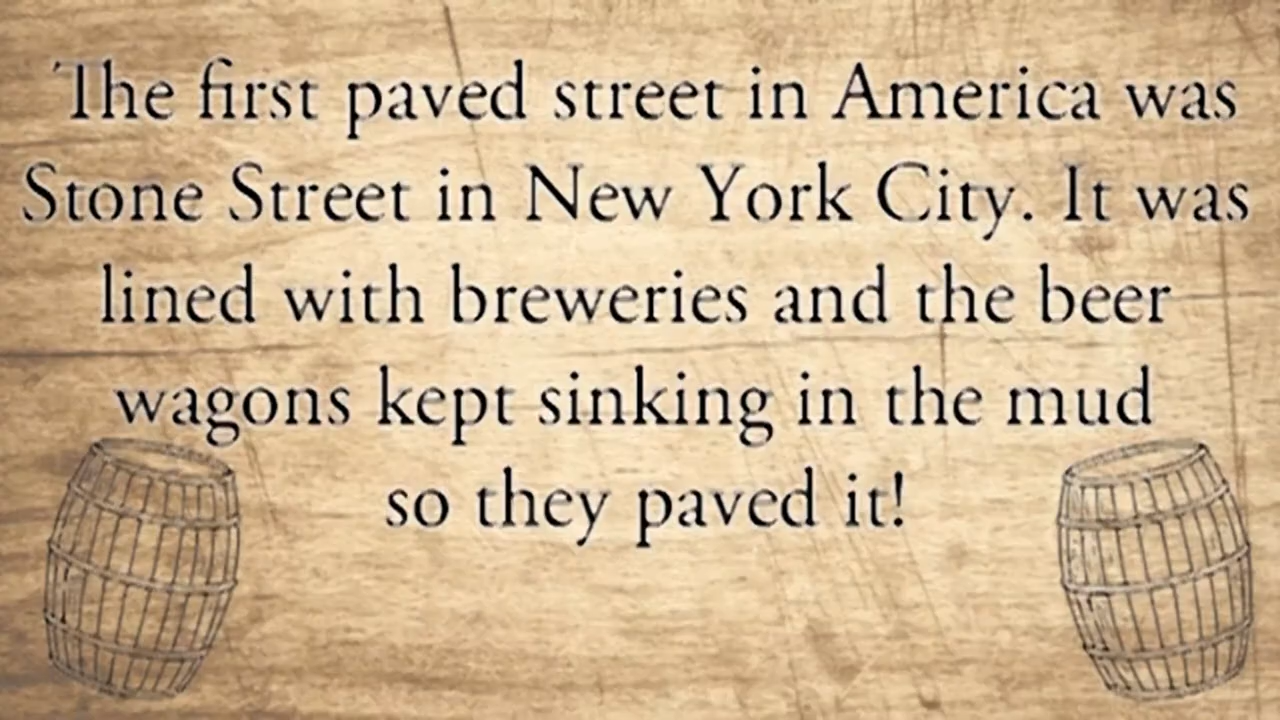 The first paved street in America was
Stone Street in New York City. It was
lined with breweries and the beer
wagons kept sinking in the mud
so they paved it!